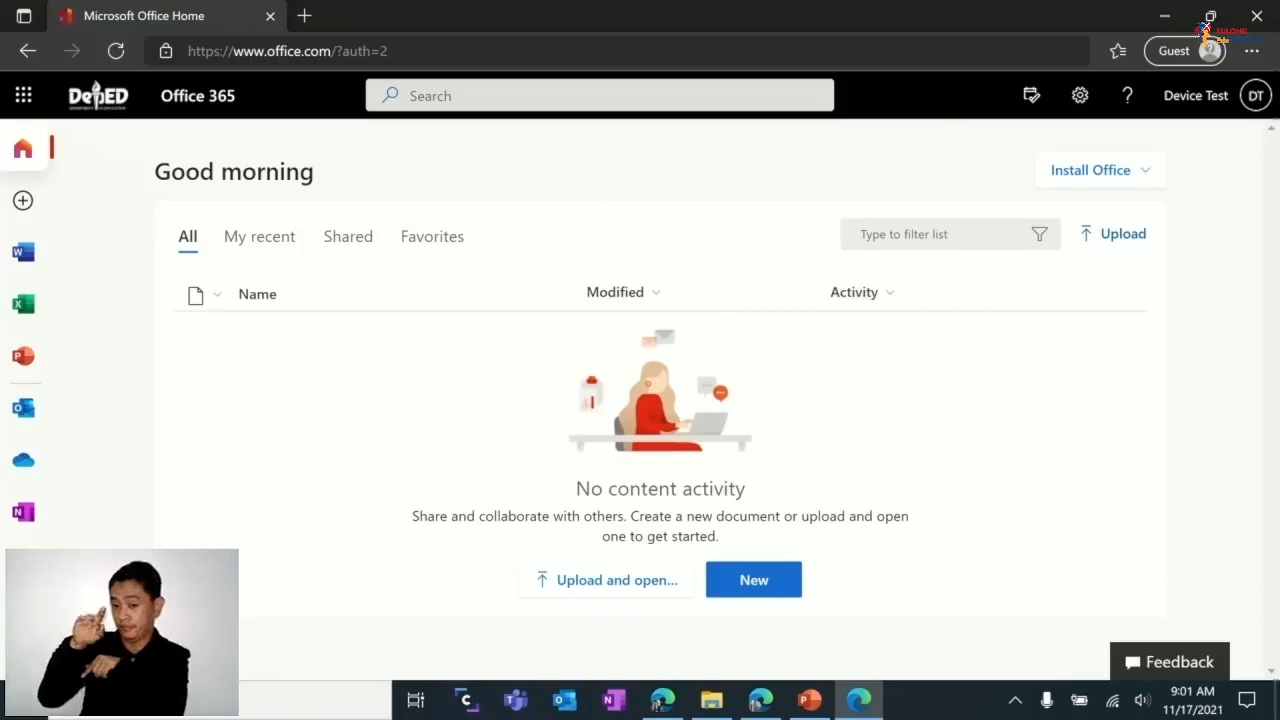 Microsoft Office Home
https://www.office.com/?auth=2
Guest
DepED
Office 365
Search
Device Test
DT
Good morning
Install Office
All
My recent
Shared
Favorites
Type to filter list
Upload
Name
Modified
Activity
No content activity
Share and collaborate with others. Create a new document or upload and open
one to get started.
Upload and open...
New
Feedback
9:01 AM
11/17/2021